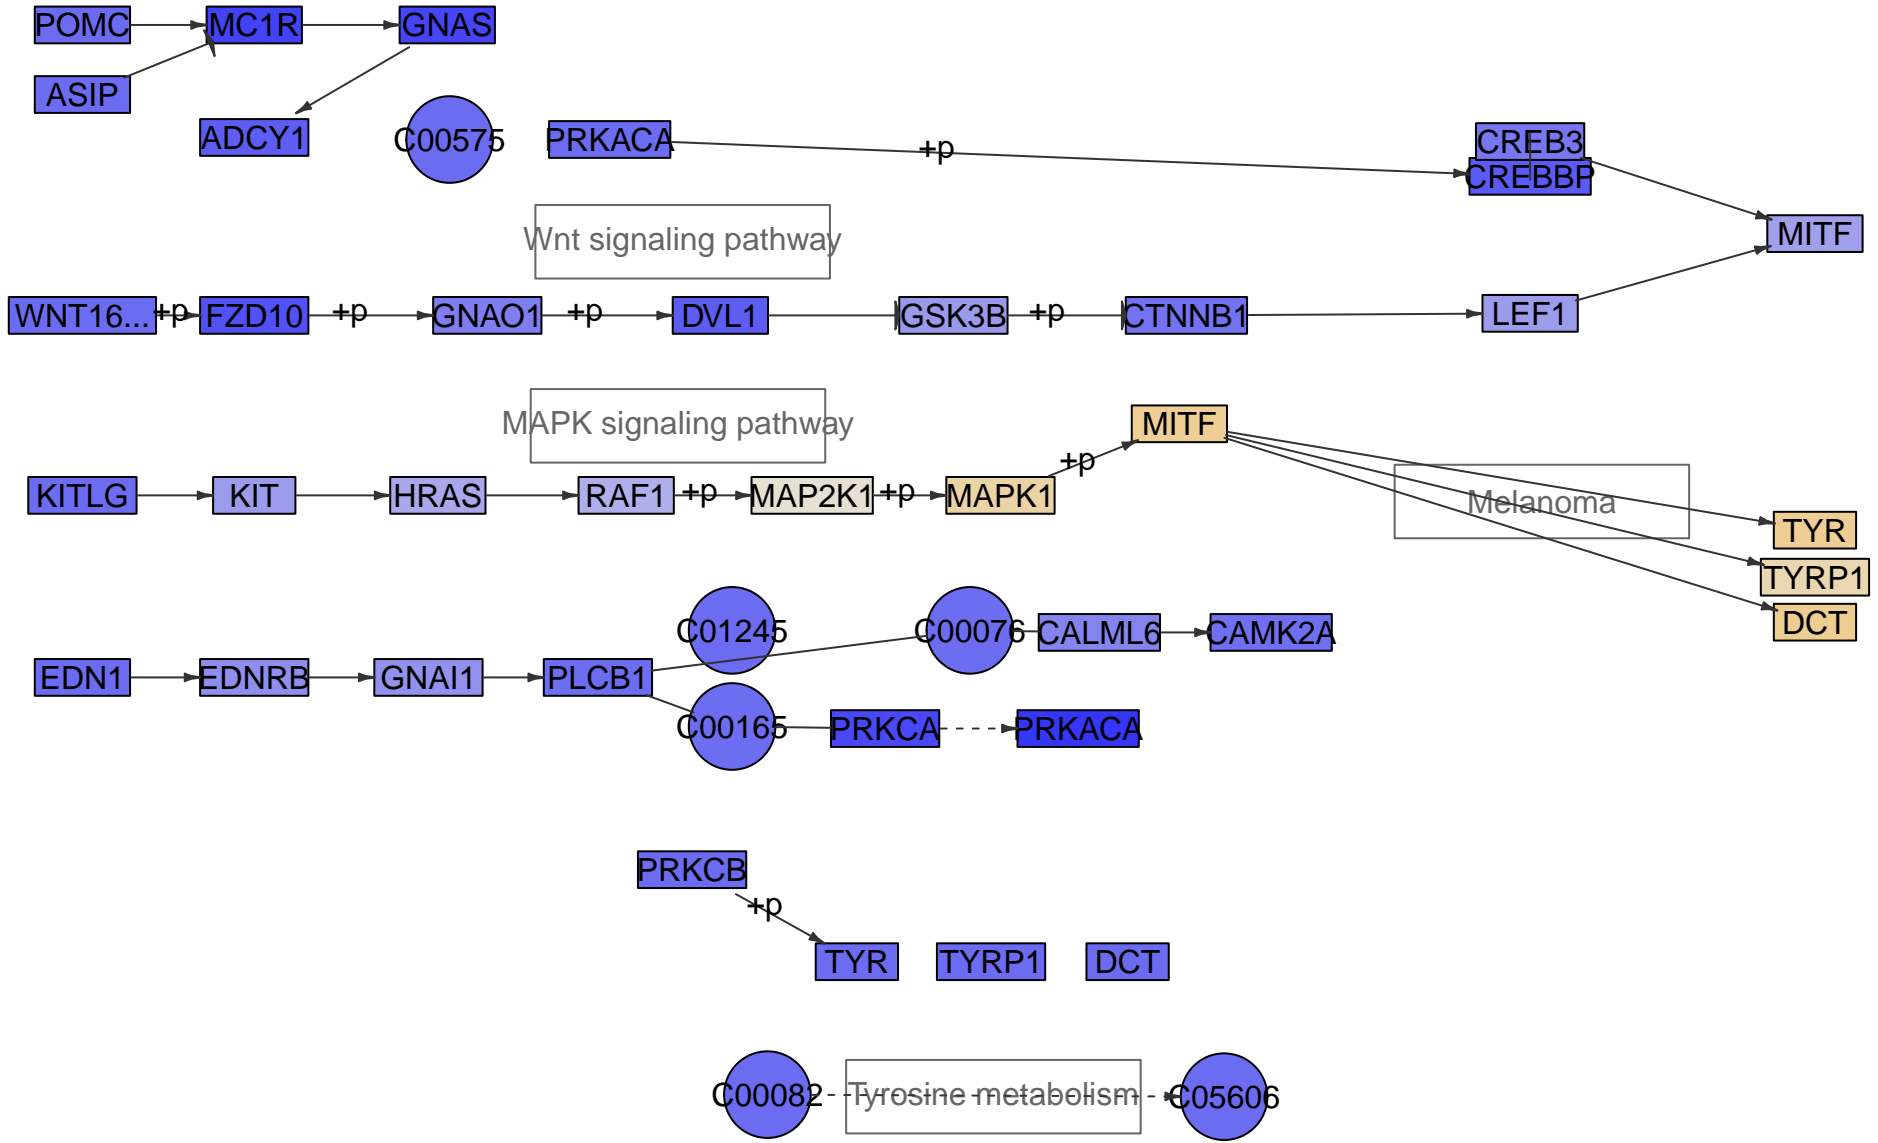 POMC
MC1R
GNAS
ASIP
ADCY1
C00575
PRKACA
+p
CREB3
CREBBP
Wnt signaling pathway
MITF
WNT16...
+p
FZD10
+p
GNAO1
+p
DVL1
GSK3B
+p
CTNNB1
LEF1
MAPK signaling pathway
MITF
+p
KITLG
KIT
HRAS
RAF1
+p
MAP2K1
+p
MAPK1
Melanoma
TYR
TYRP1
DCT
C01245
C00076
CALML6
CAMK2A
EDN1
EDNRB
GNAI1
PLCB1
C00165
PRKCA
PRKACA
PRKCB
+p
TYR
TYRP1
DCT
C00082
Tyrosine metabolism
C05606